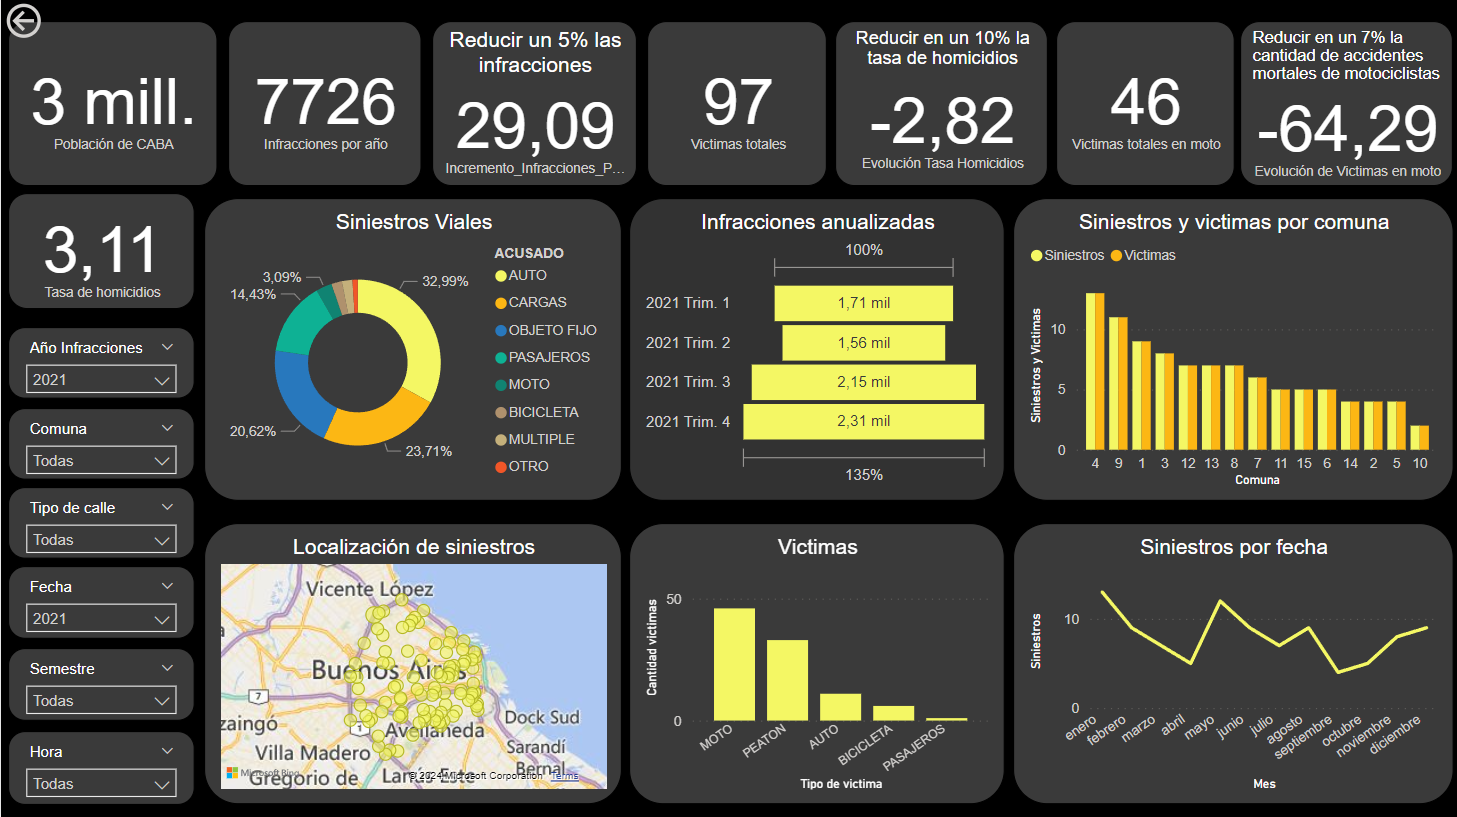 3 mill.
Población de CABA
7726
Infracciones por año
Reducir un 5% las
infracciones
29,09
Incremento_Infracciones_P...
97
Victimas totales
Reducir en un 10% la
tasa de homicidios
-2,82
Evolución Tasa Homicidios
46
Victimas totales en moto
Reducir en un 7% la
cantidad de accidentes
mortales de motociclistas
-64,29
Evolución de Victimas en moto
3,11
Tasa de homicidios
Año Infracciones
2021
Comuna
Todas
Tipo de calle
Todas
Fecha
2021
Semestre
Todas
Hora
Todas
Siniestros Viales
32,99%
23,71%
20,62%
14,43%
3,09%
ACUSADO
AUTO
CARGAS
OBJETO FIJO
PASAJEROS
MOTO
BICICLETA
MULTIPLE
OTRO
Infracciones anualizadas
100%
2021 Trim. 1 1,71 mil
2021 Trim. 2 1,56 mil
2021 Trim. 3 2,15 mil
2021 Trim. 4 2,31 mil
135%
Siniestros y victimas por comuna
Siniestros Victimas
Siniestros y Victimas
10
5
0
4 9 1 3 12 13 8 7 11 15 6 14 2 5 10
Comuna
Localización de siniestros
Vicente López
Buenos Aires
7
zaingó
1
Avellaneda
Dock Sud
Villa Madero
Sarandí
Bernal
Gregorio de
Lanús Este
Microsoft Bing
© 2024 Microsoft Corporation Terms
Victimas
Cantidad victimas
50
0
MOTO
PEATON
AUTO
BICICLETA
PASAJEROS
Tipo de victima
Siniestros por fecha
Siniestros
10
0
enero
febrero
marzo
abril
mayo
junio
julio
agosto
septiembre
octubre
noviembre
diciembre
Mes